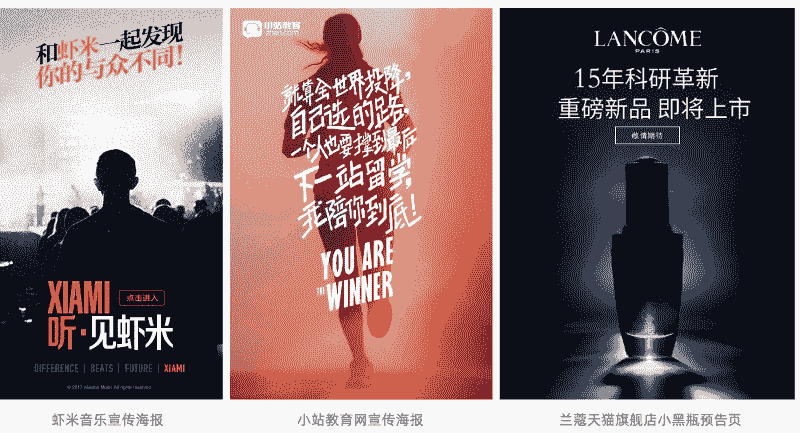 和虾米一起发现
你的与众不同!
XIAMI
点击进入
听·见虾米
DIFFERENCE | BEATS | FUTURE | XiAMI
小站教育
zhan.com
就算全世界投降,
自己选的路,
一个人也要撑到最后
下一站留学,
我陪你到底!
YOU ARE
THE WINNER
LANCÔME
PARIS
15年科研革新
重磅新品 即将上市
敬请期待
虾米音乐宣传海报
小站教育网宣传海报
兰蔻天猫旗舰店小黑瓶预告页